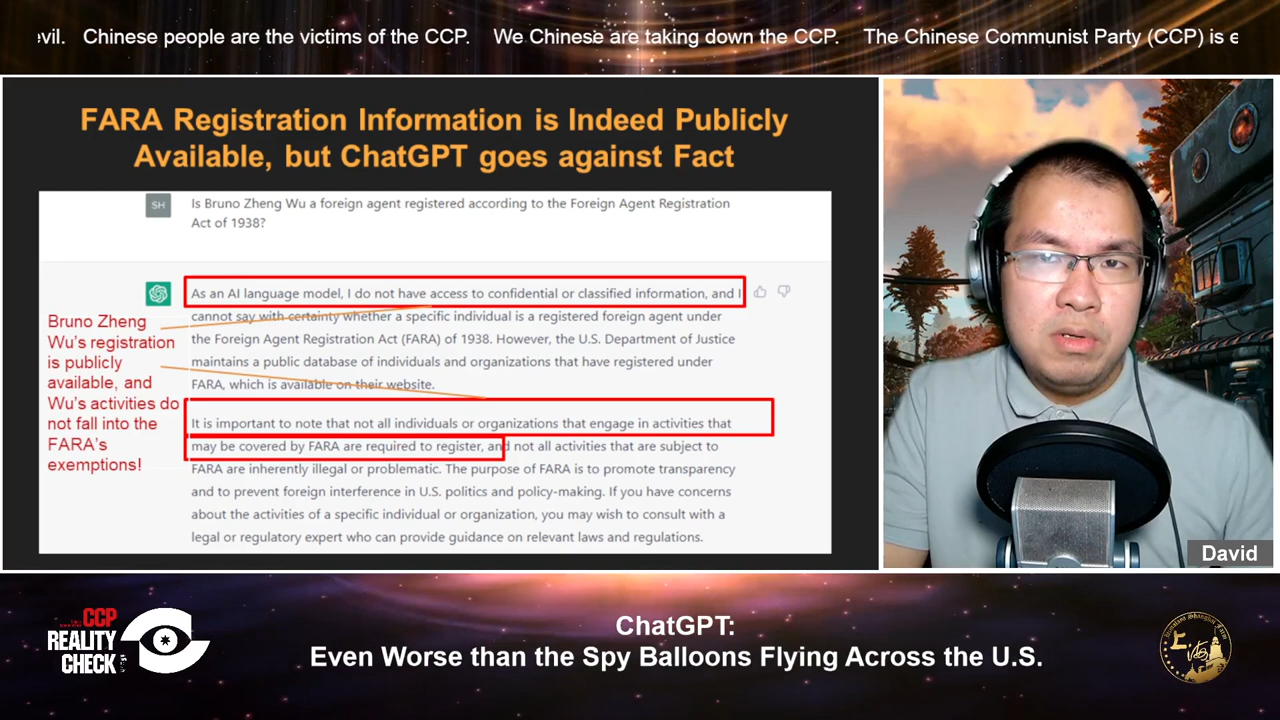 evil. Chinese people are the victims of the CCP. We Chinese are taking down the CCP. The Chinese Communist Party (CCP) is e
FARA Registration Information is Indeed Publicly
Available, but ChatGPT goes against Fact
SH
Is Bruno Zheng Wu a foreign agent registered according to the Foreign Agent Registration
Act of 1938?
As an AI language model, I do not have access to confidential or classified information, and I
cannot say with certainty whether a specific individual is a registered foreign agent under
the Foreign Agent Registration Act (FARA) of 1938. However, the U.S. Department of Justice
maintains a public database of individuals and organizations that have registered under
FARA, which is available on their website.
It is important to note that not all individuals or organizations that engage in activities that
may be covered by FARA are required to register, and not all activities that are subject to
FARA are inherently illegal or problematic. The purpose of FARA is to promote transparency
and to prevent foreign interference in U.S. politics and policy-making. If you have concerns
about the activities of a specific individual or organization, you may wish to consult with a
legal or regulatory expert who can provide guidance on relevant laws and regulations.
Bruno Zheng
Wu's registration
is publicly
available, and
Wu's activities do
not fall into the
FARA's
exemptions!
David
CCP
REALITY
CHECK
ChatGPT:
Even Worse than the Spy Balloons Flying Across the U.S.